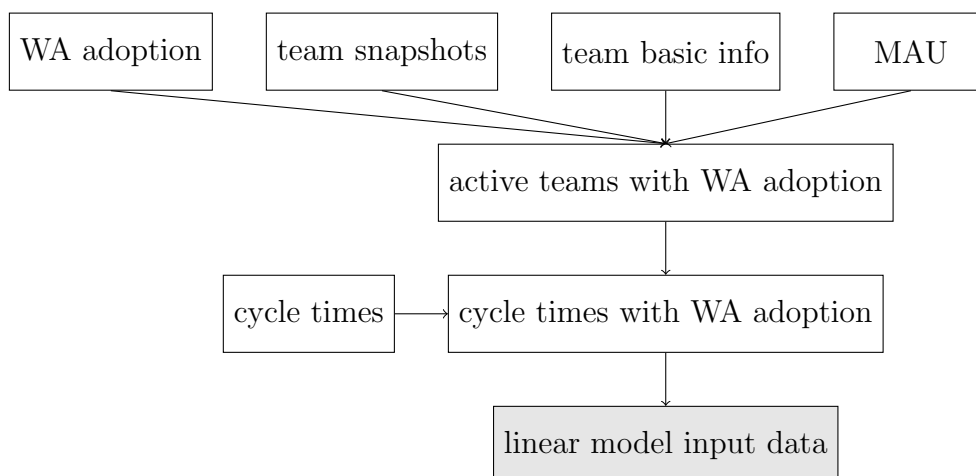 WA adoption
team snapshots
team basic info
MAU
active teams with WA adoption
cycle times
cycle times with WA adoption
linear model input data